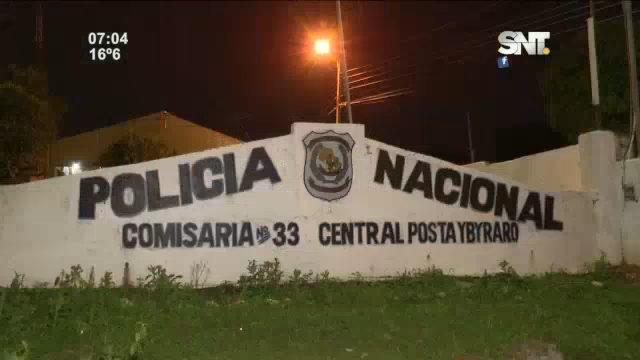 07:04
16°6
SNT.
f
POLICIA NACIONAL
COMISARIA Nº 33 CENTRAL POSTA YBYRARO